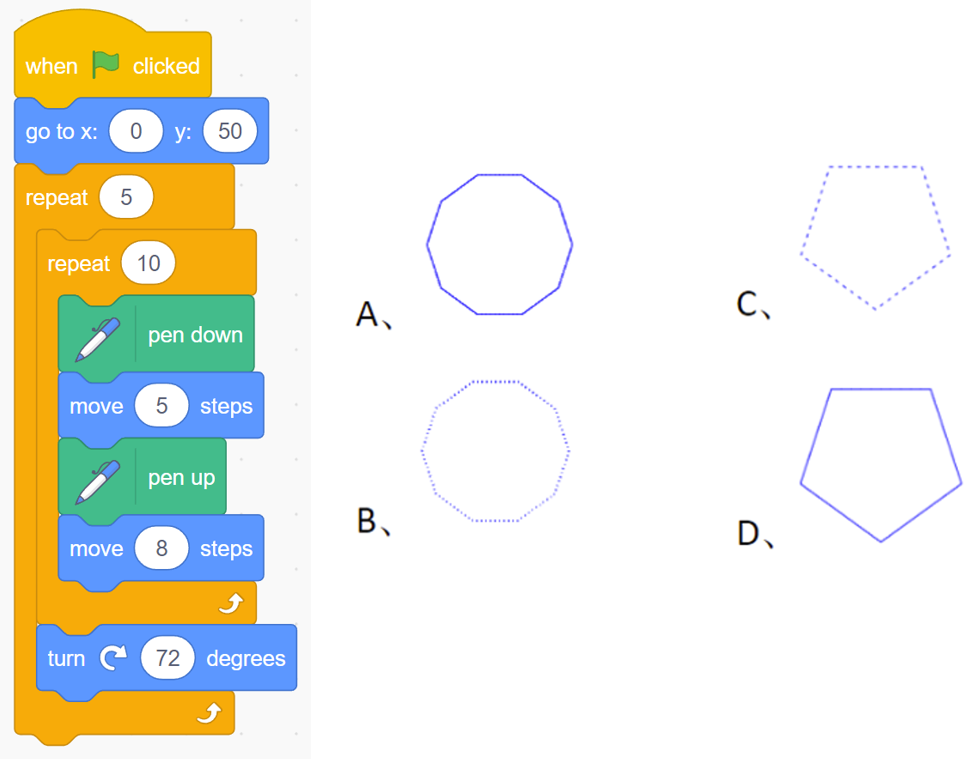 when clicked
go to x: 0 y: 50
repeat 5
repeat 10
pen down
move 5 steps
pen up
move 8 steps
turn 72 degrees
A、
B、
C、
D、